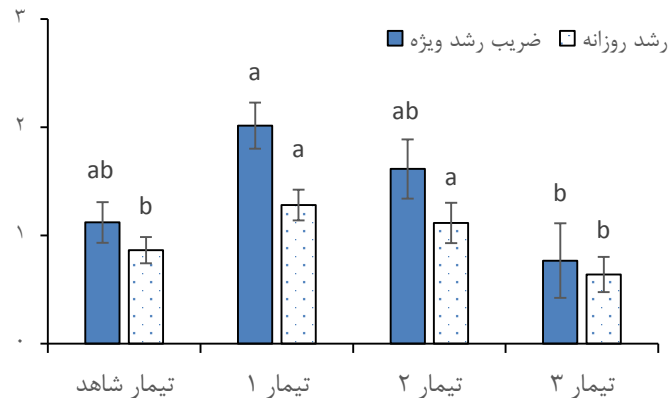 ۳
ضریب رشد ویژه رشد روزانه
a
ab
۲
a
ab
a
b
b
b
۱
۰
تیمار شاهد تیمار ۱ تیمار ۲ تیمار ۳